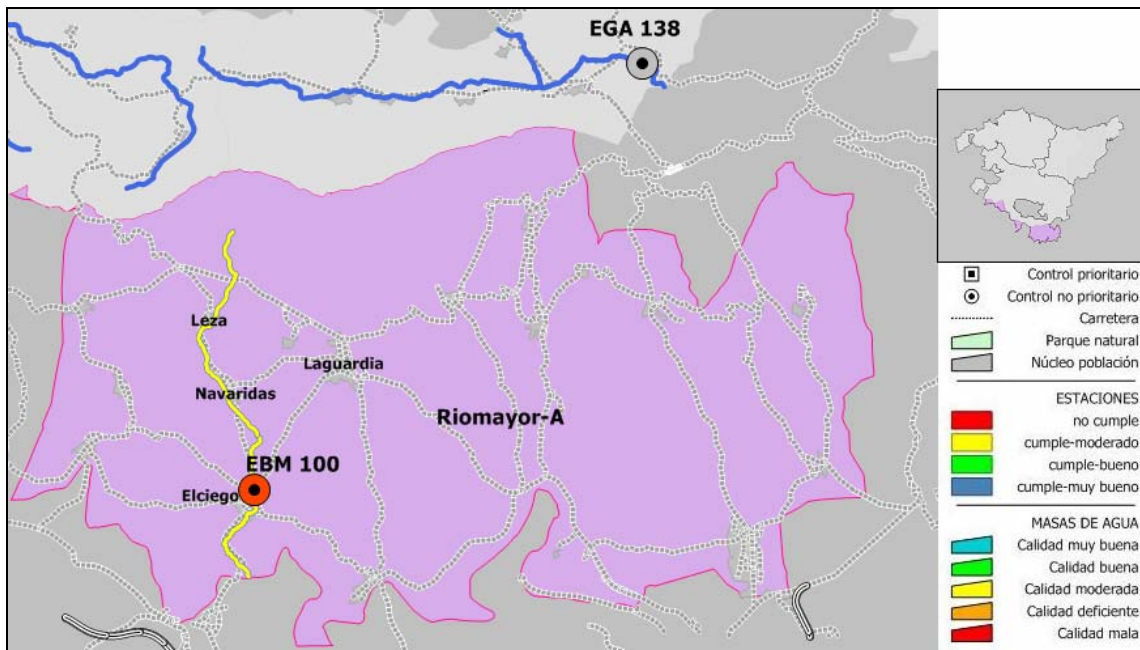 EGA 138
Leza
Laguardia
Navaridas
Riomayor-A
EBM 100
Elciego
Control prioritario
Control no prioritario
Carretera
Parque natural
Núcleo población
ESTACIONES
no cumple
cumple-moderado
cumple-bueno
cumple-muy bueno
MASAS DE AGUA
Calidad muy buena
Calidad buena
Calidad moderada
Calidad deficiente
Calidad mala